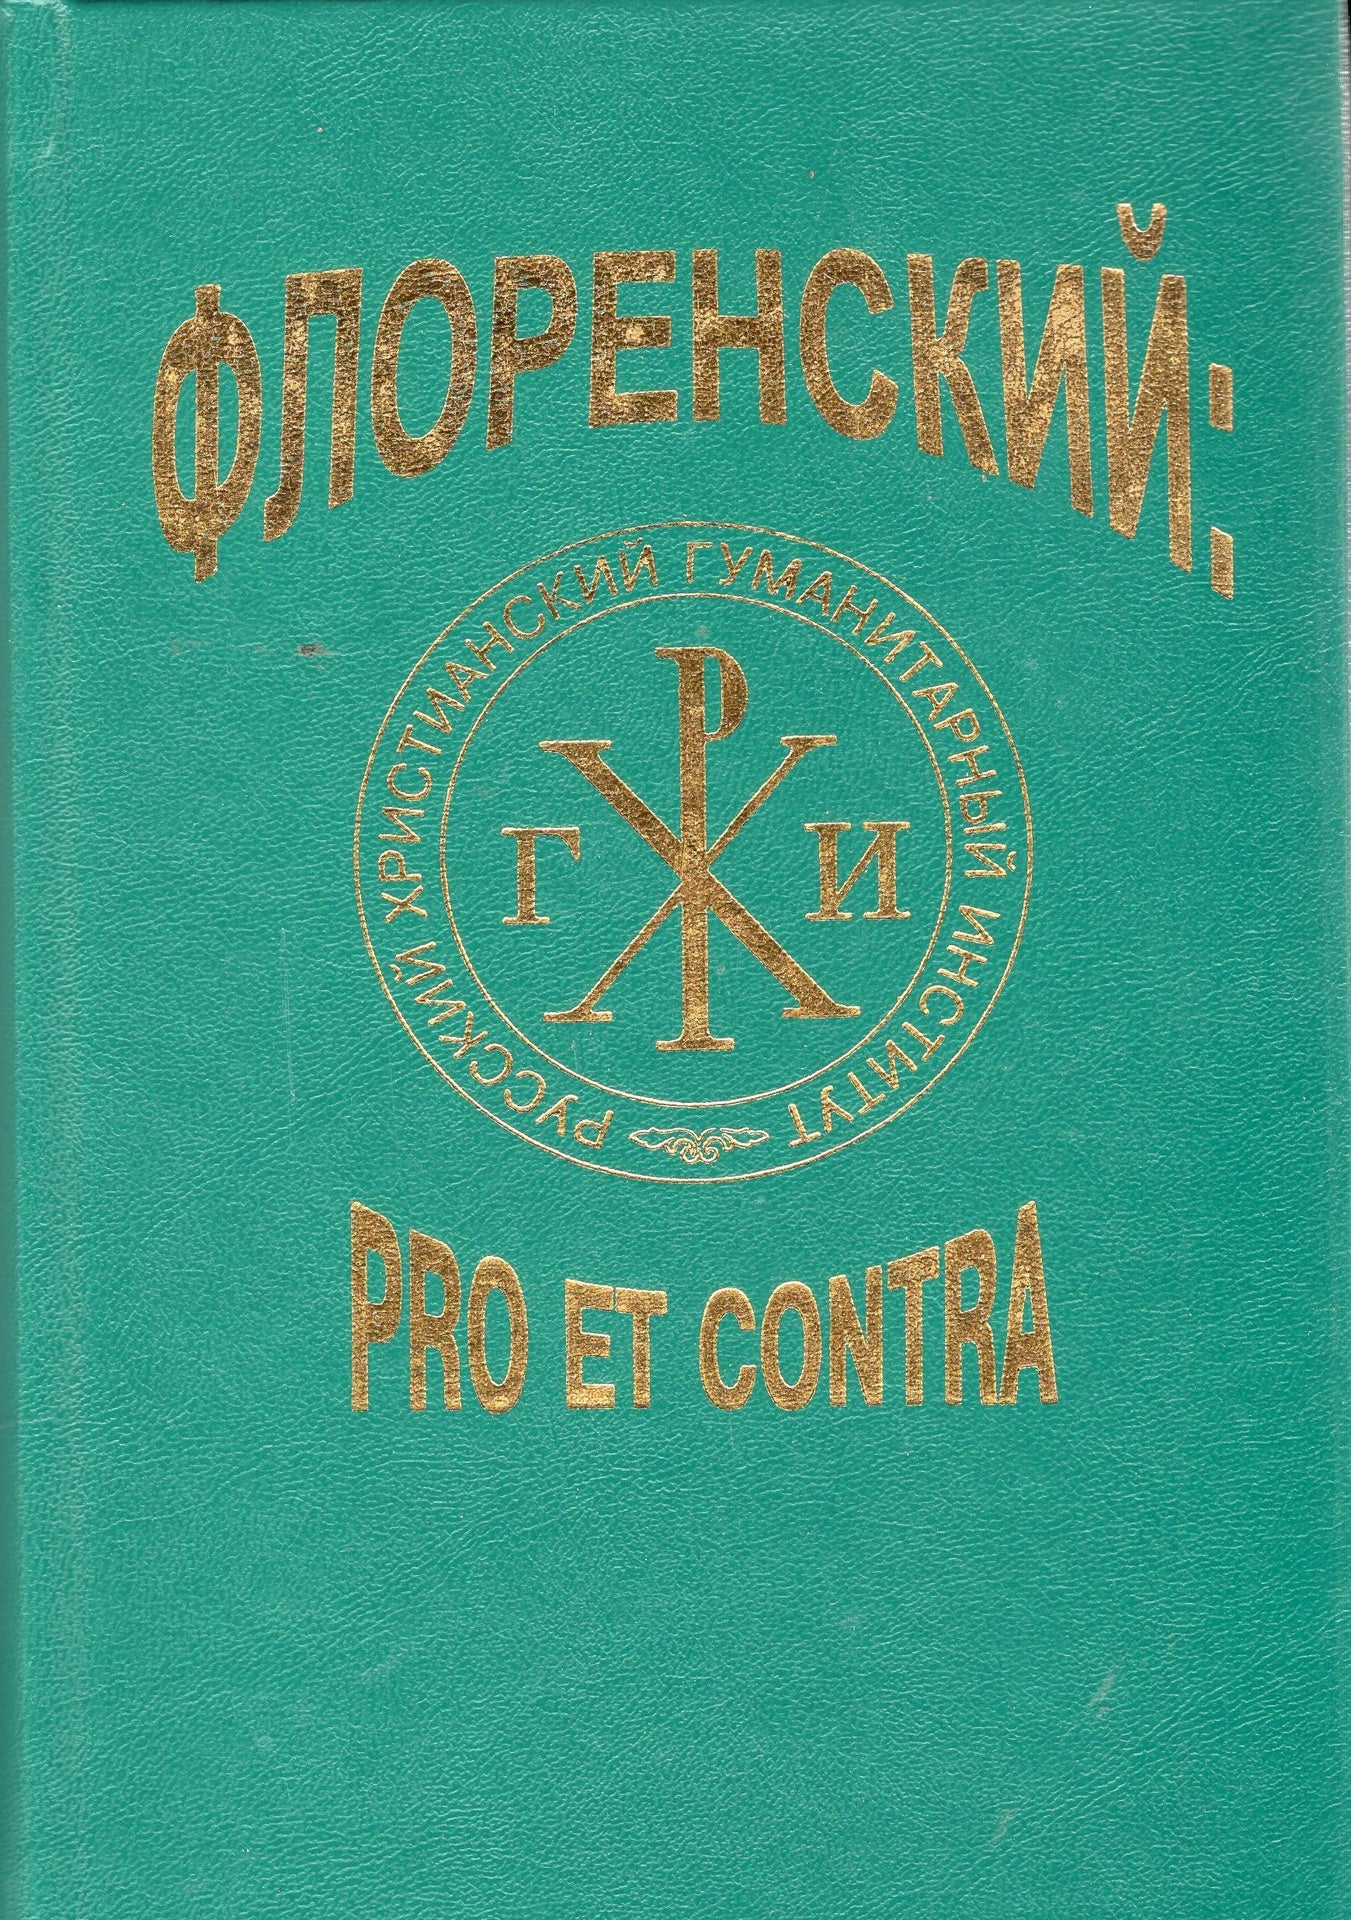 ФЛОРЕНСКИЙ:
РУССКИЙ ХРИСТИАНСКИЙ ГУМАНИТАРНЫЙ ИНСТИТУТ
Р
Г Х И
PRO ET CONTRA